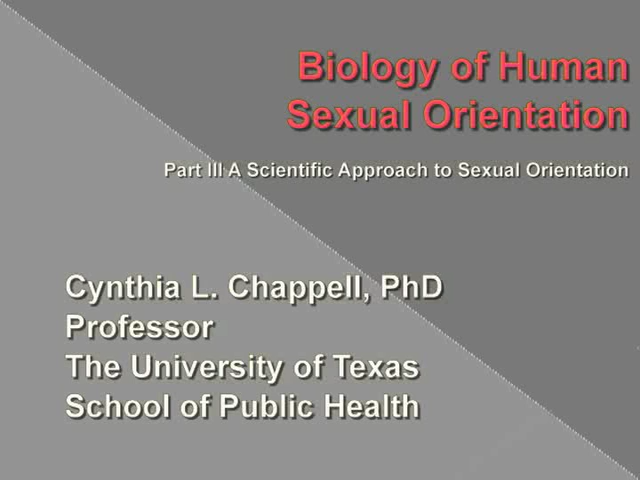 Biology of Human
Sexual Orientation
Part III A Scientific Approach to Sexual Orientation
Cynthia L. Chappell, PhD
Professor
The University of Texas
School of Public Health